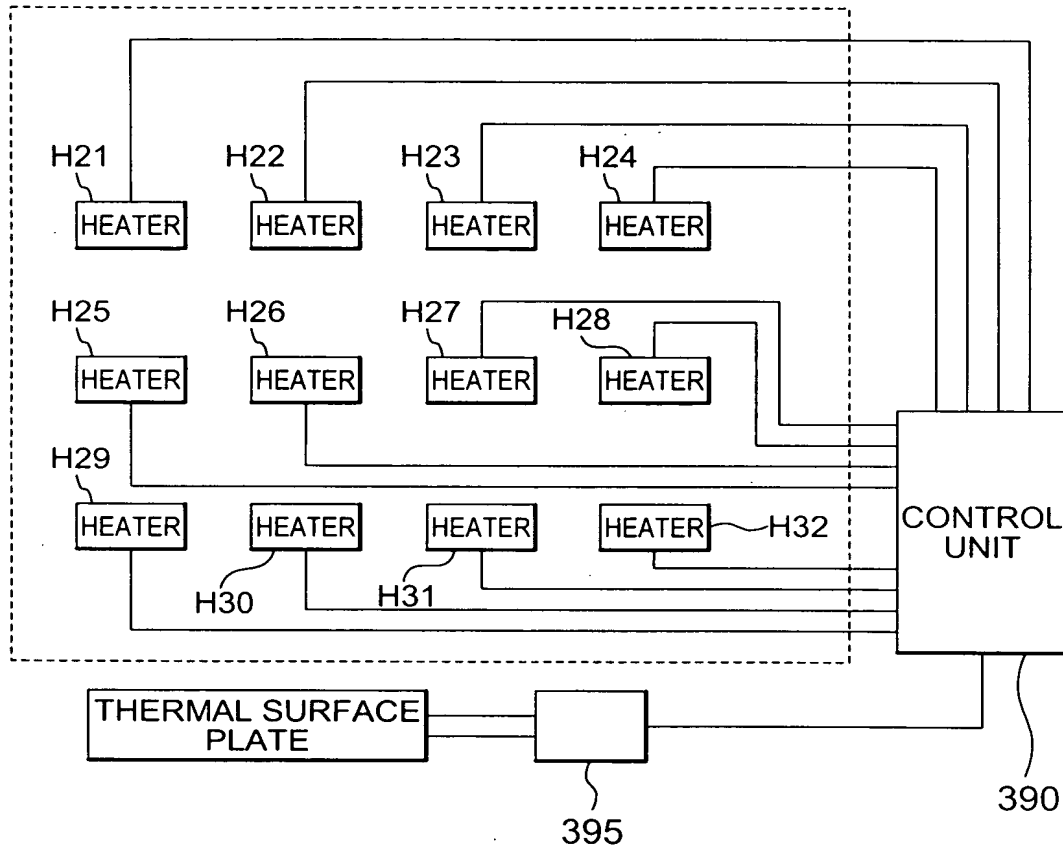 H21
H22
H23
H24
HEATER
HEATER
HEATER
HEATER
H25
H26
H27
H28
HEATER
HEATER
HEATER
HEATER
H29
HEATER
HEATER
HEATER
HEATER
H32
H30
H31
CONTROL
UNIT
THERMAL SURFACE
PLATE
395
390